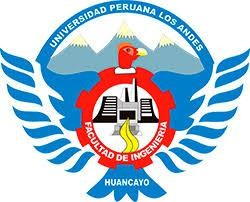 UNIVERSIDAD PERUANA LOS ANDES
FACULTAD DE INGENIERIA
HUANCAYO